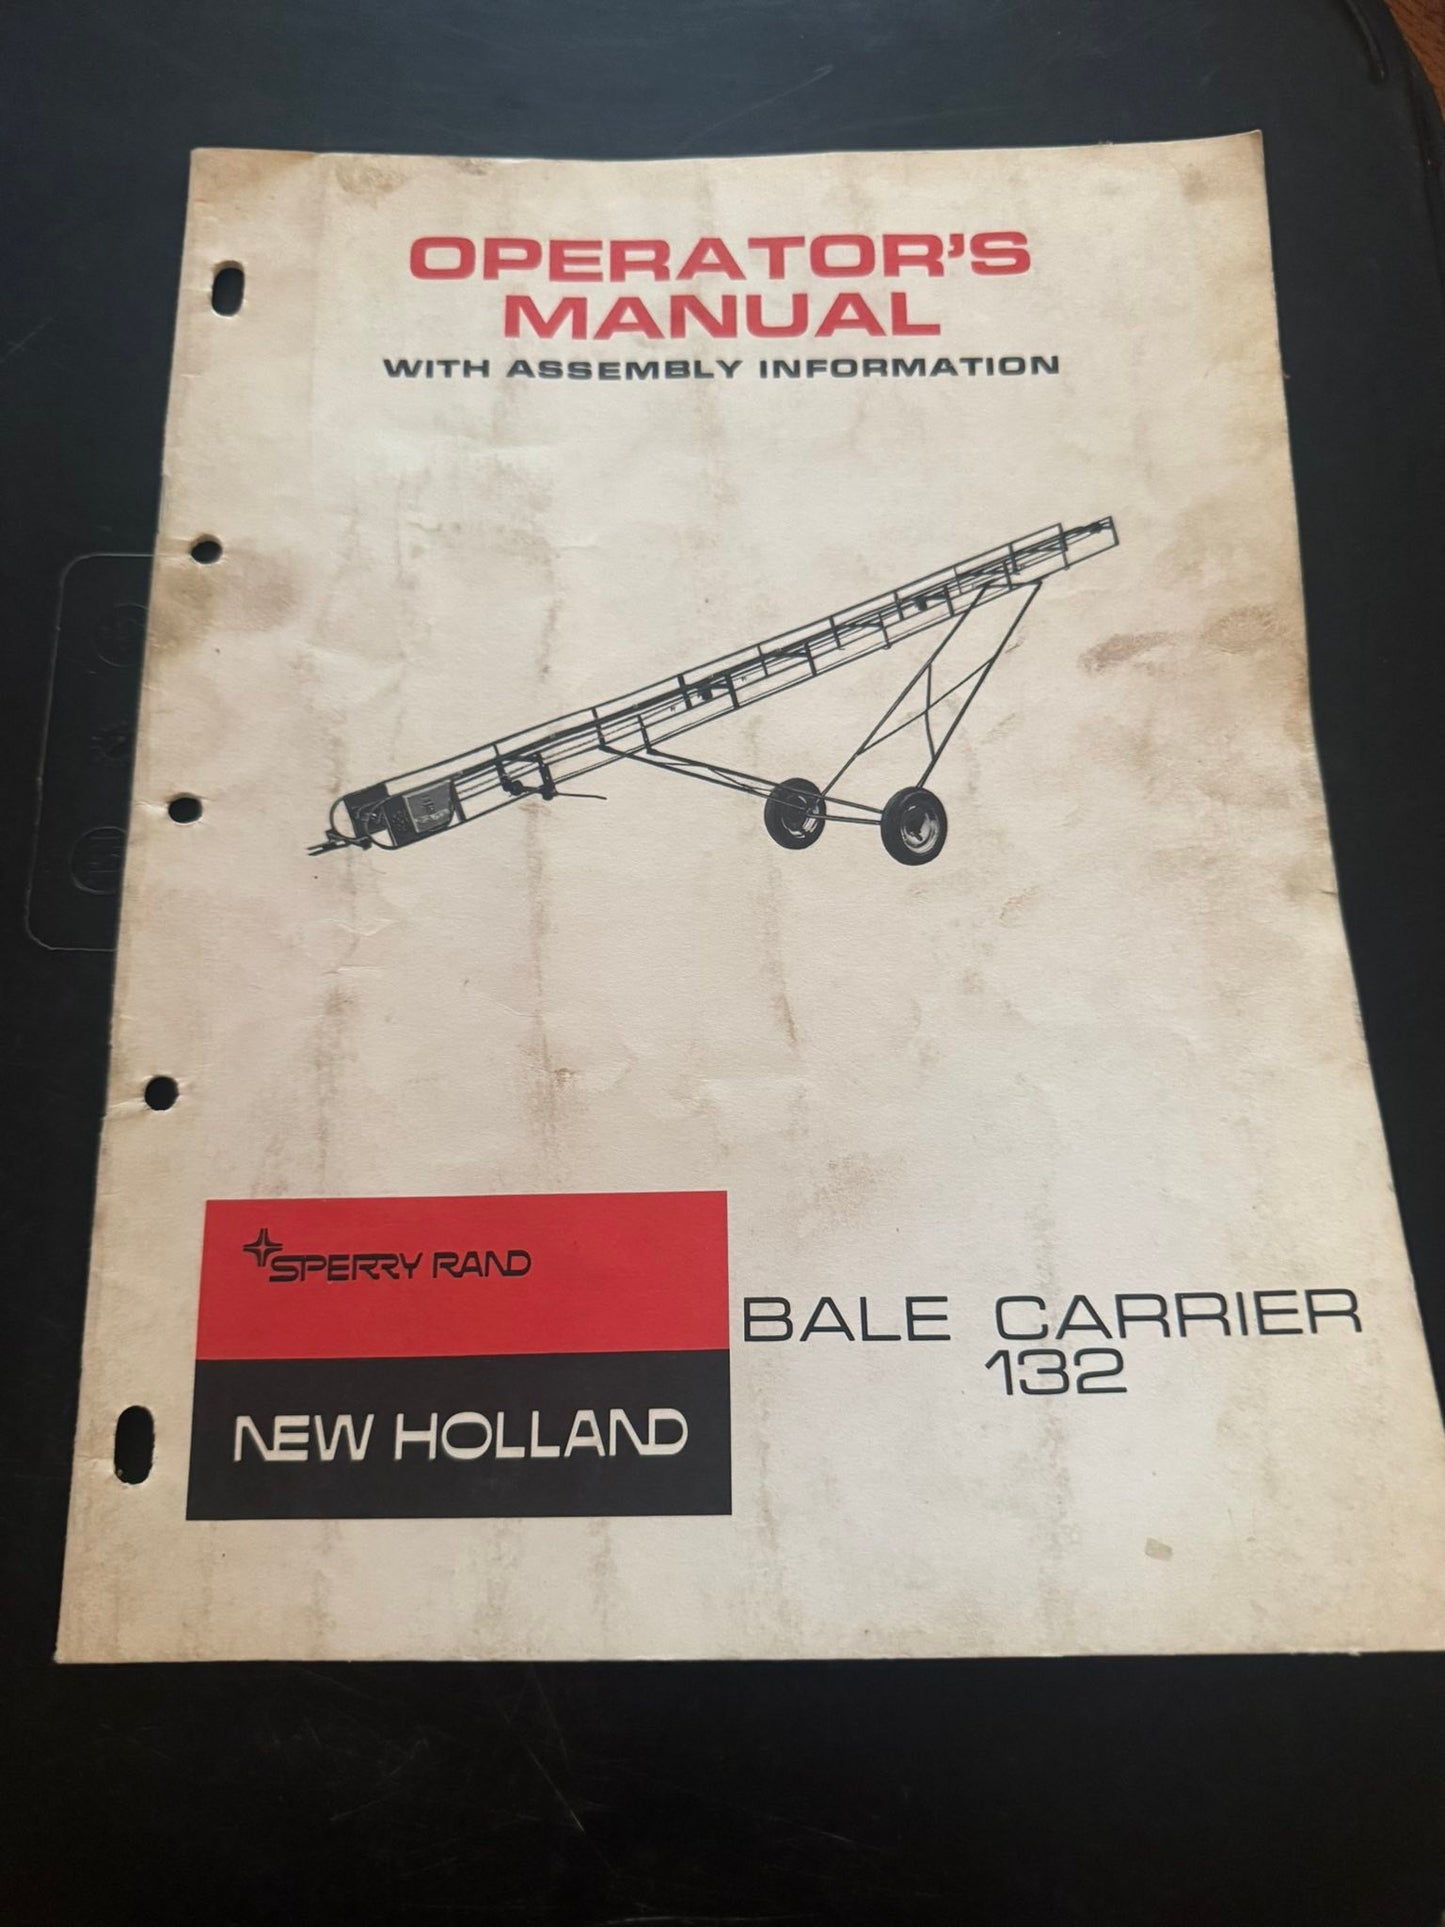 OPERATOR'S
MANUAL
WITH ASSEMBLY INFORMATION
SPERRY RAND
NEW HOLLAND
BALE CARRIER
132